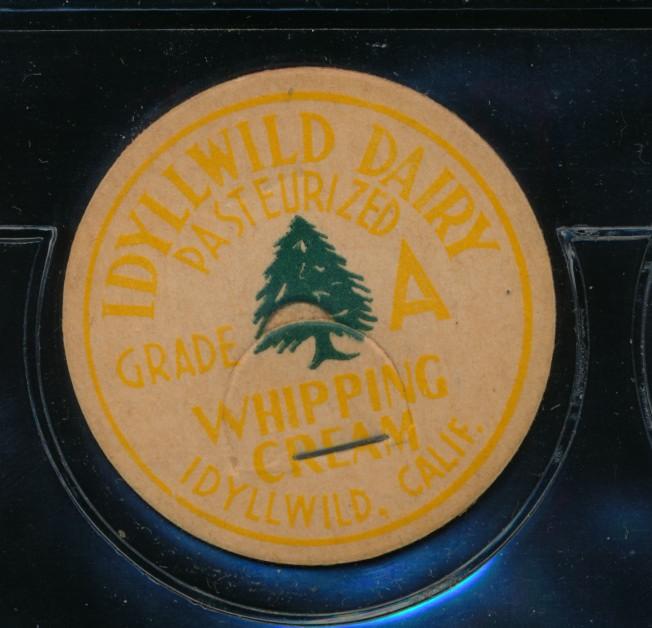 IDYLLWILD DAIRY
PASTEURIZED
GRADE A
WHIPPING
CREAM
IDYLLWILD, CALIF.